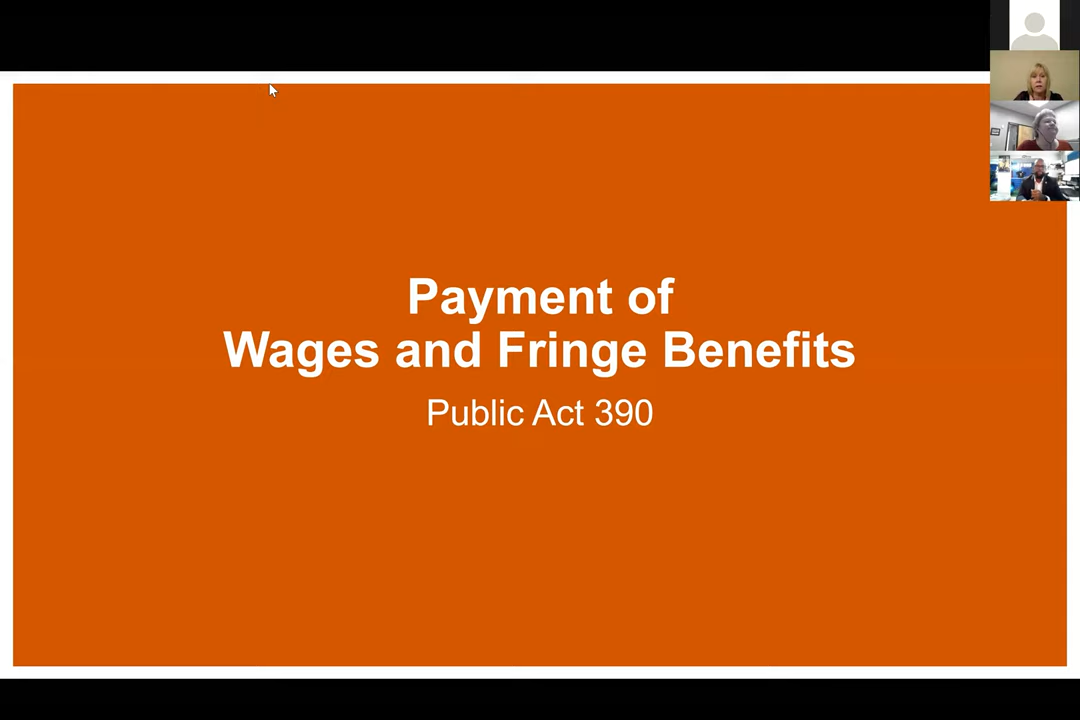 Payment of
Wages and Fringe Benefits
Public Act 390